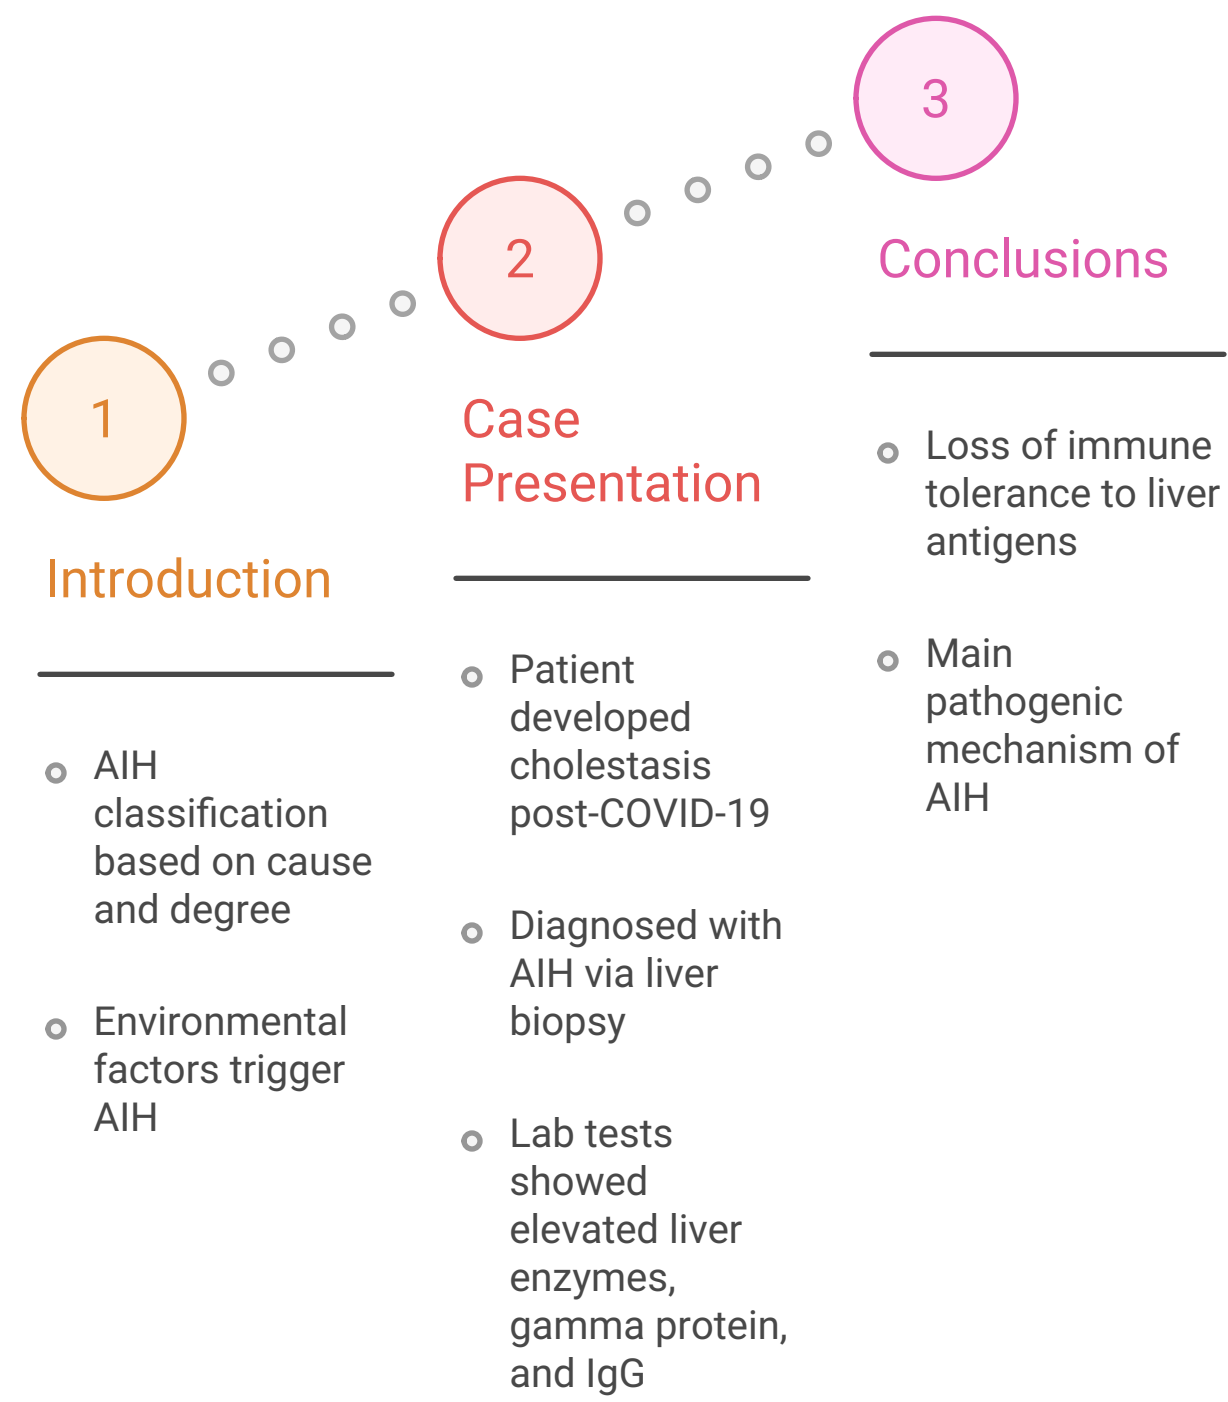 1
Introduction
AIH
classification
based on cause
and degree
Environmental
factors trigger
AIH
2
Case
Presentation
Patient
developed
cholestasis
post-COVID-19
Diagnosed with
AIH via liver
biopsy
Lab tests
showed
elevated liver
enzymes,
gamma protein,
and IgG
3
Conclusions
Loss of immune
tolerance to liver
antigens
Main
pathogenic
mechanism of
AIH